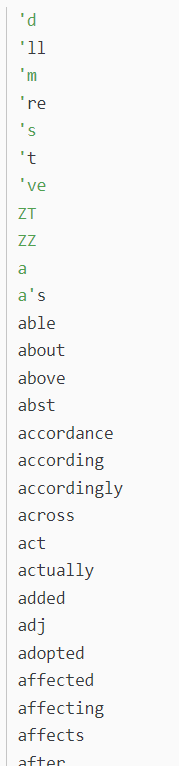 'd
'll
'm
're
's
't
've
ZT
ZZ
a
a's
able
about
above
abst
accordance
according
accordingly
across
act
actually
added
adj
adopted
affected
affecting
affects
after